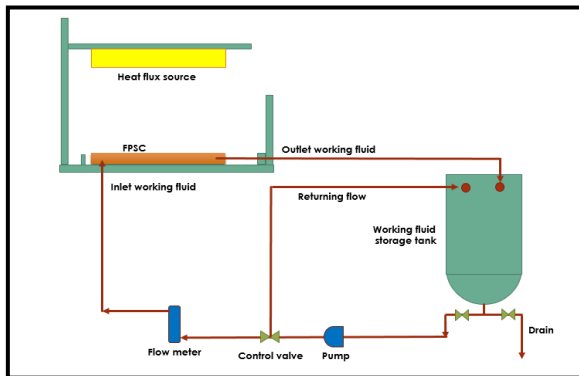 Heat flux source
FPSC
Outlet working fluid
Inlet working fluid
Returning flow
Working fluid
storage tank
Drain
Flow meter
Control valve
Pump